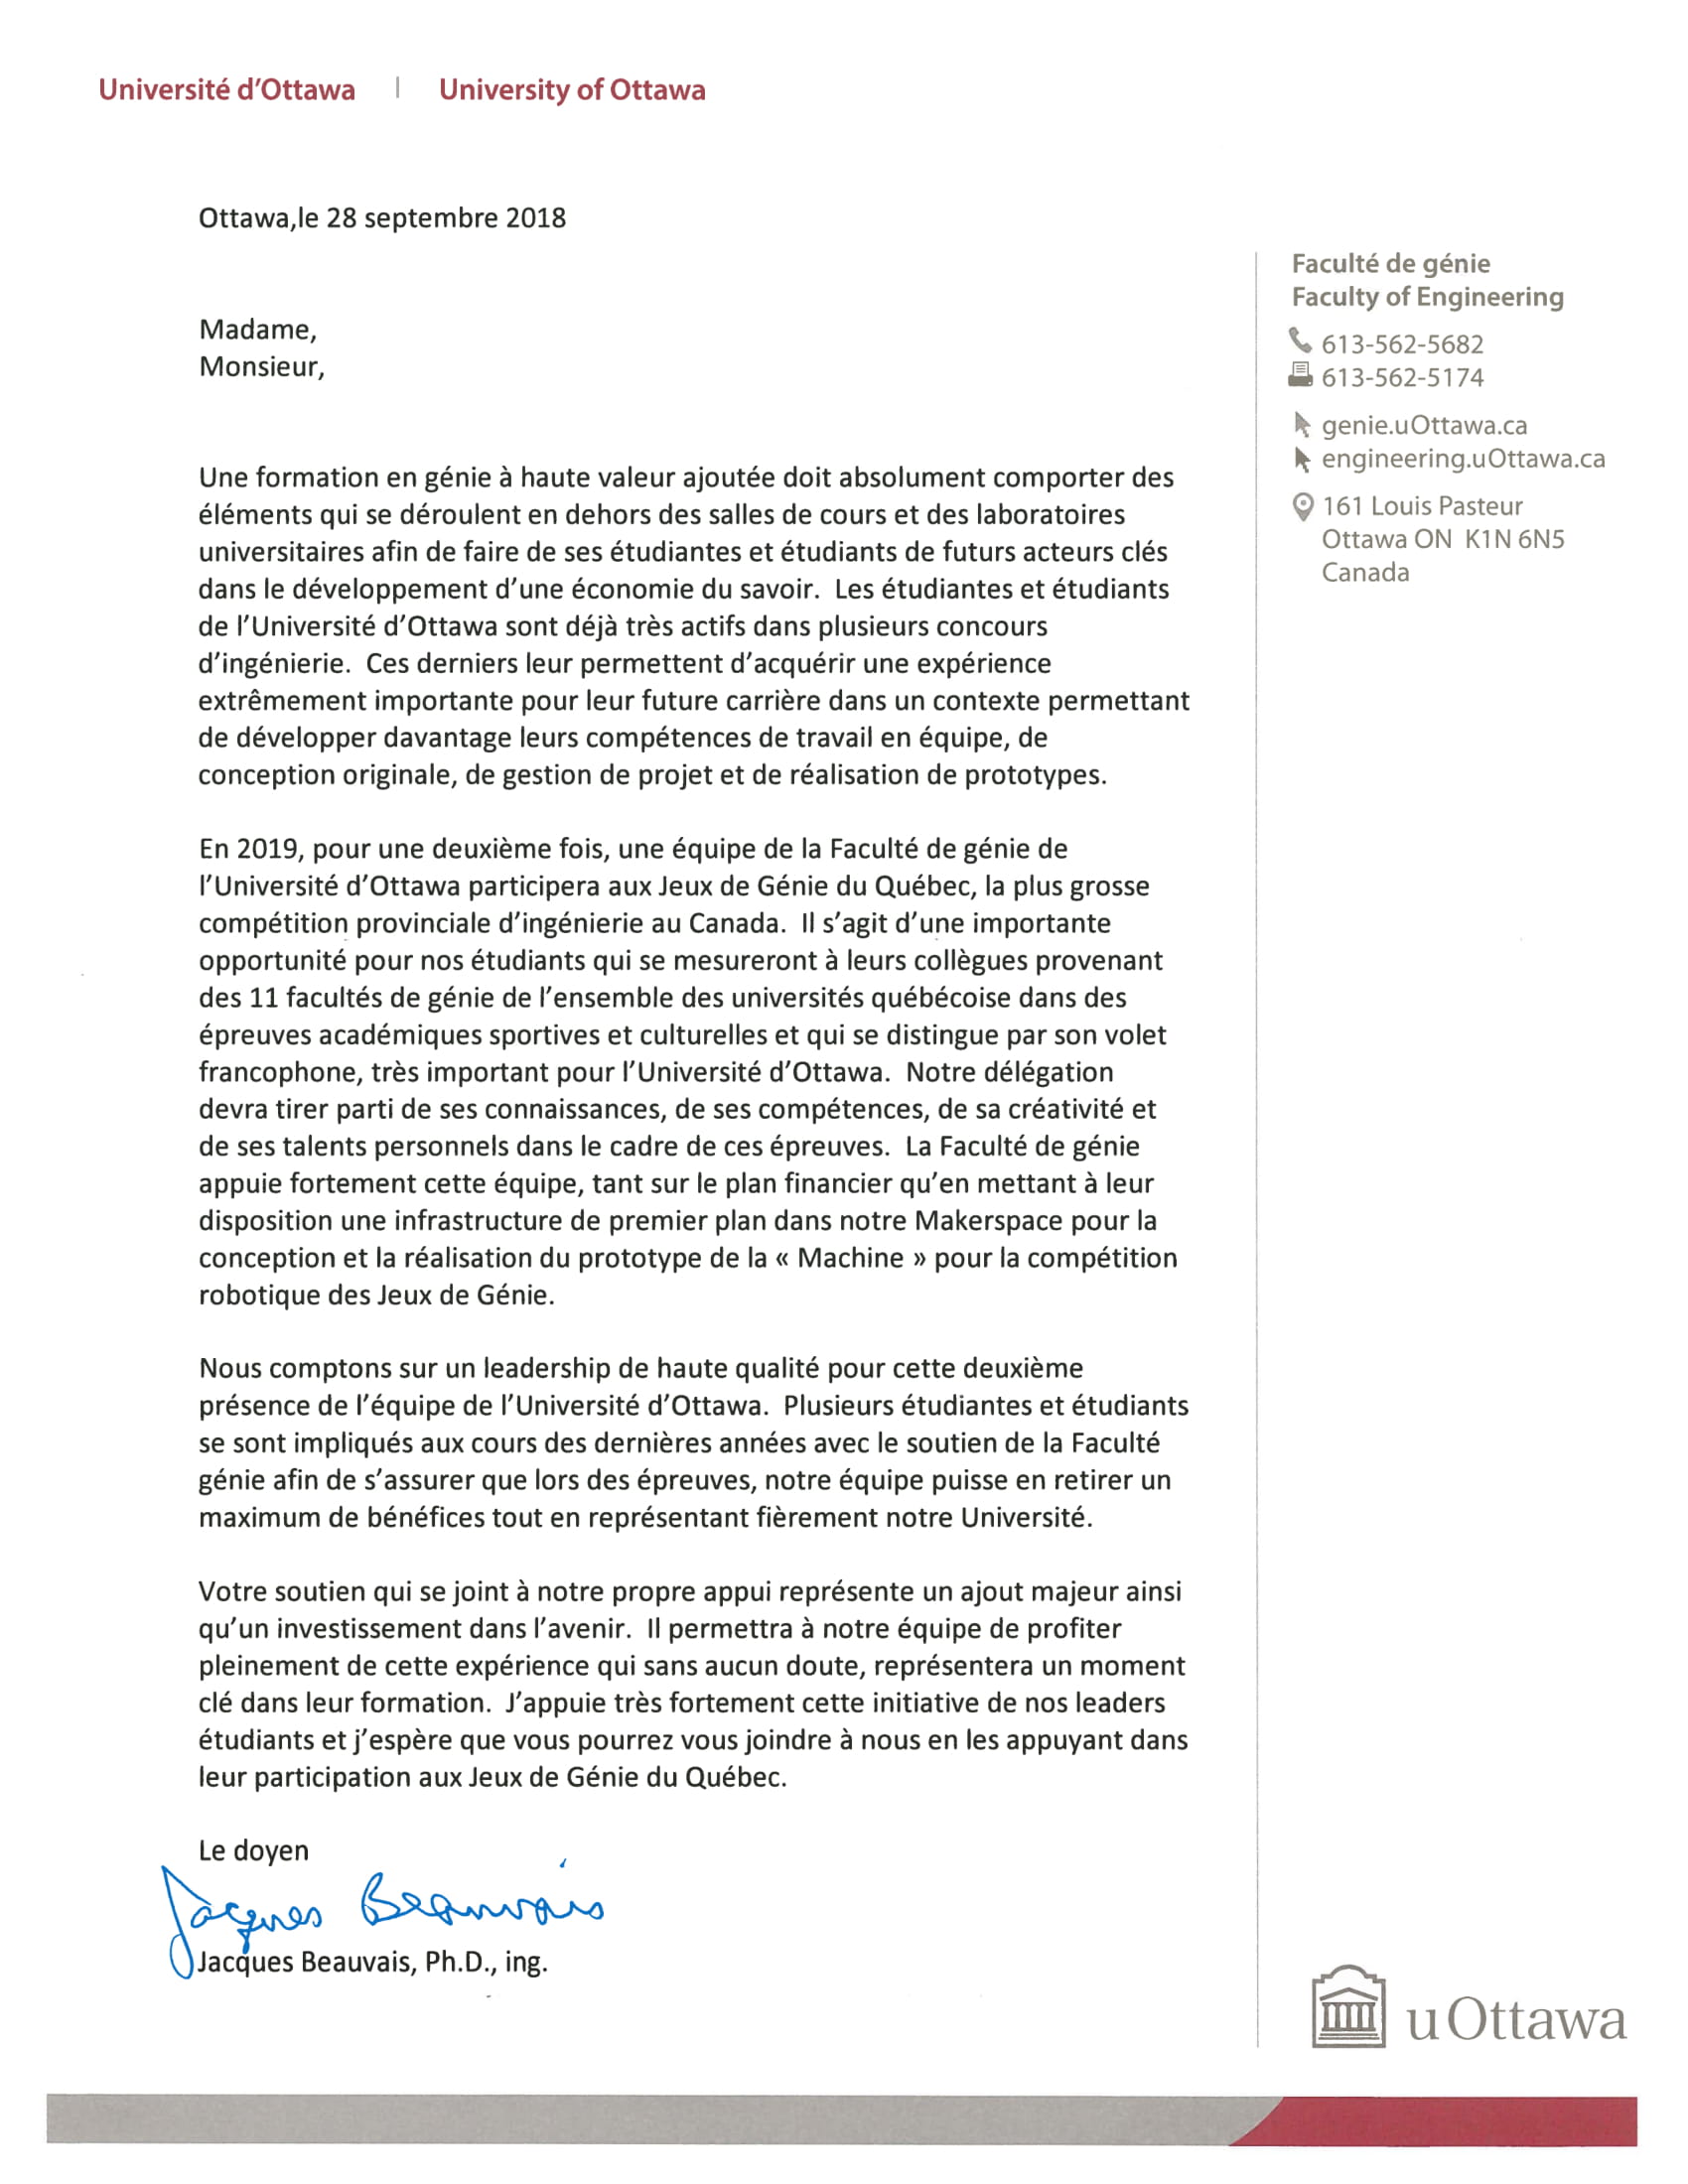 Université d'Ottawa | University of Ottawa
Ottawa,le 28 septembre 2018
Faculté de génie
Faculty of Engineering
613-562-5682
613-562-5174
genie.uOttawa.ca
engineering.uOttawa.ca
161 Louis Pasteur
Ottawa ON K1N 6N5
Canada
Madame,
Monsieur,
Une formation en génie à haute valeur ajoutée doit absolument comporter des
éléments qui se déroulent en dehors des salles de cours et des laboratoires
universitaires afin de faire de ses étudiantes et étudiants de futurs acteurs clés
dans le développement d'une économie du savoir. Les étudiantes et étudiants
de l'Université d'Ottawa sont déjà très actifs dans plusieurs concours
d'ingénierie. Ces derniers leur permettent d'acquérir une expérience
extrêmement importante pour leur future carrière dans un contexte permettant
de développer davantage leurs compétences de travail en équipe, de
conception originale, de gestion de projet et de réalisation de prototypes.
En 2019, pour une deuxième fois, une équipe de la Faculté de génie de
l'Université d'Ottawa participera aux Jeux de Génie du Québec, la plus grosse
compétition provinciale d'ingénierie au Canada. Il s'agit d'une importante
opportunité pour nos étudiants qui se mesureront à leurs collègues provenant
des 11 facultés de génie de l'ensemble des universités québécoise dans des
épreuves académiques sportives et culturelles et qui se distingue par son volet
francophone, très important pour l'Université d'Ottawa. Notre délégation
devra tirer parti de ses connaissances, de ses compétences, de sa créativité et
de ses talents personnels dans le cadre de ces épreuves. La Faculté de génie
appuie fortement cette équipe, tant sur le plan financier qu'en mettant à leur
disposition une infrastructure de premier plan dans notre Makerspace pour la
conception et la réalisation du prototype de la « Machine » pour la compétition
robotique des Jeux de Génie.
Nous comptons sur un leadership de haute qualité pour cette deuxième
présence de l'équipe de l'Université d'Ottawa. Plusieurs étudiantes et étudiants
se sont impliqués aux cours des dernières années avec le soutien de la Faculté
génie afin de s'assurer que lors des épreuves, notre équipe puisse en retirer un
maximum de bénéfices tout en représentant fièrement notre Université.
Votre soutien qui se joint à notre propre appui représente un ajout majeur ainsi
qu'un investissement dans l'avenir. Il permettra à notre équipe de profiter
pleinement de cette expérience qui sans aucun doute, représentera un moment
clé dans leur formation. J'appuie très fortement cette initiative de nos leaders
étudiants et j'espère que vous pourrez vous joindre à nous en les appuyant dans
leur participation aux Jeux de Génie du Québec.
Le doyen
Jacques Beauvais
Jacques Beauvais, Ph.D., ing.
uOttawa